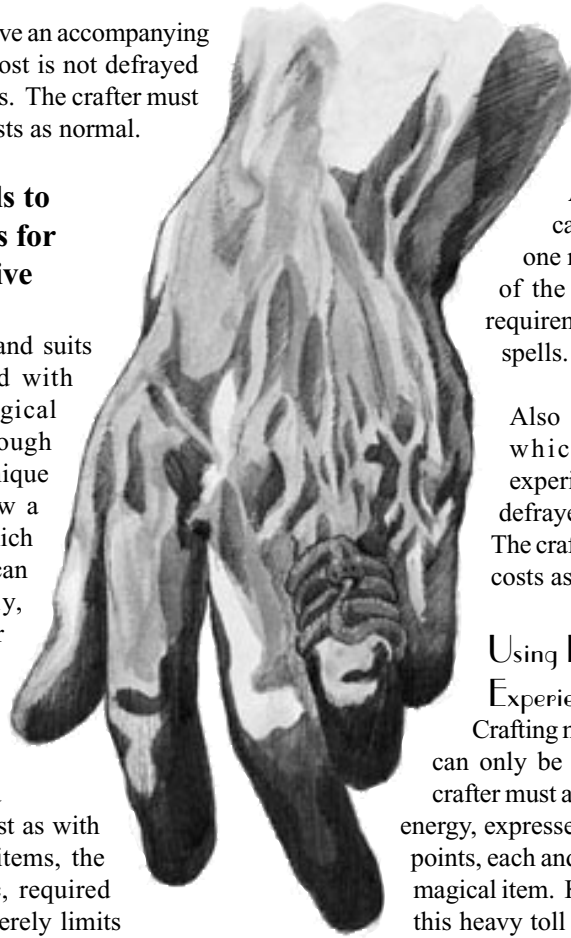 ve an accompanying
ost is not defrayed
s. The crafter must
sts as normal.
ls to
s for
ive
and suits
d with
gical
ough
ique
w a
ich
can
y,
r
st as with
items, the
, required
erely limits
ca
one
of the
requirem
spells.
Also
whic
experi
defraye
The craf
costs as
Using
Experie
Crafting
can only be
crafter must a
energy, expresse
points, each and
magical item.
this heavy toll